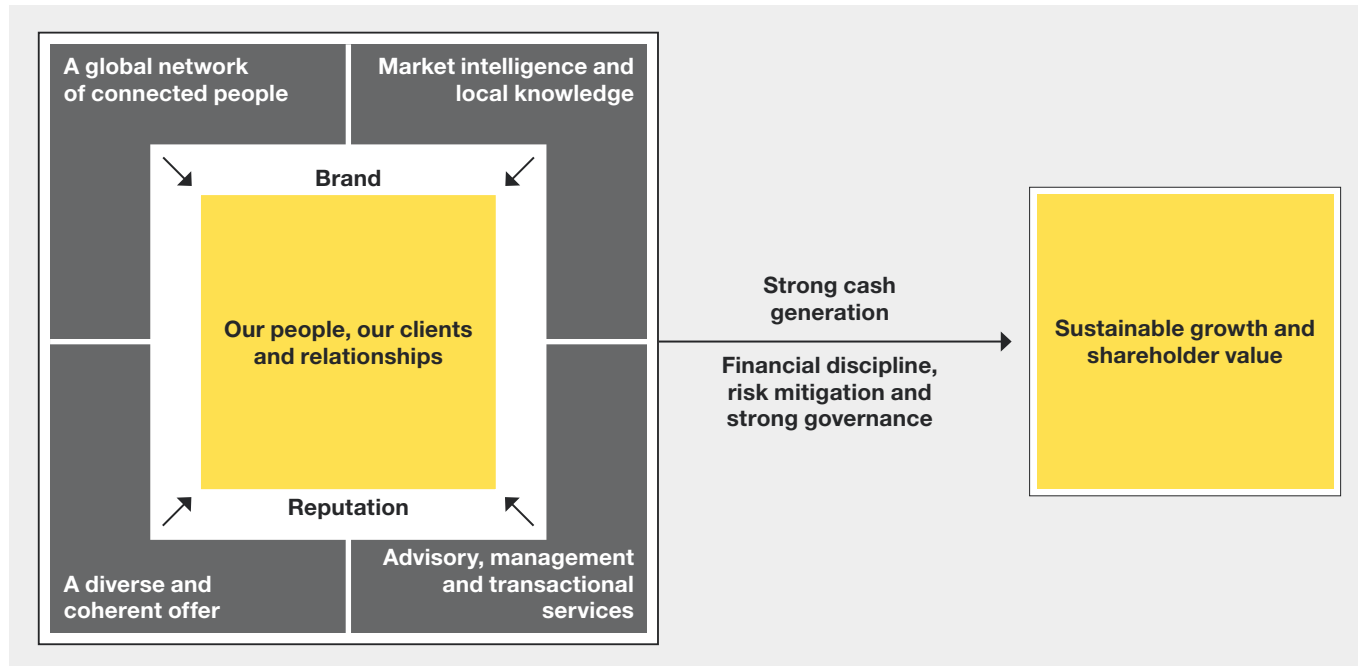 A global network
of connected people
Market intelligence and
local knowledge
Brand
Our people, our clients
and relationships
Reputation
A diverse and
coherent offer
Advisory, management
and transactional
services
Strong cash
generation
Financial discipline,
risk mitigation and
strong governance
Sustainable growth and
shareholder value